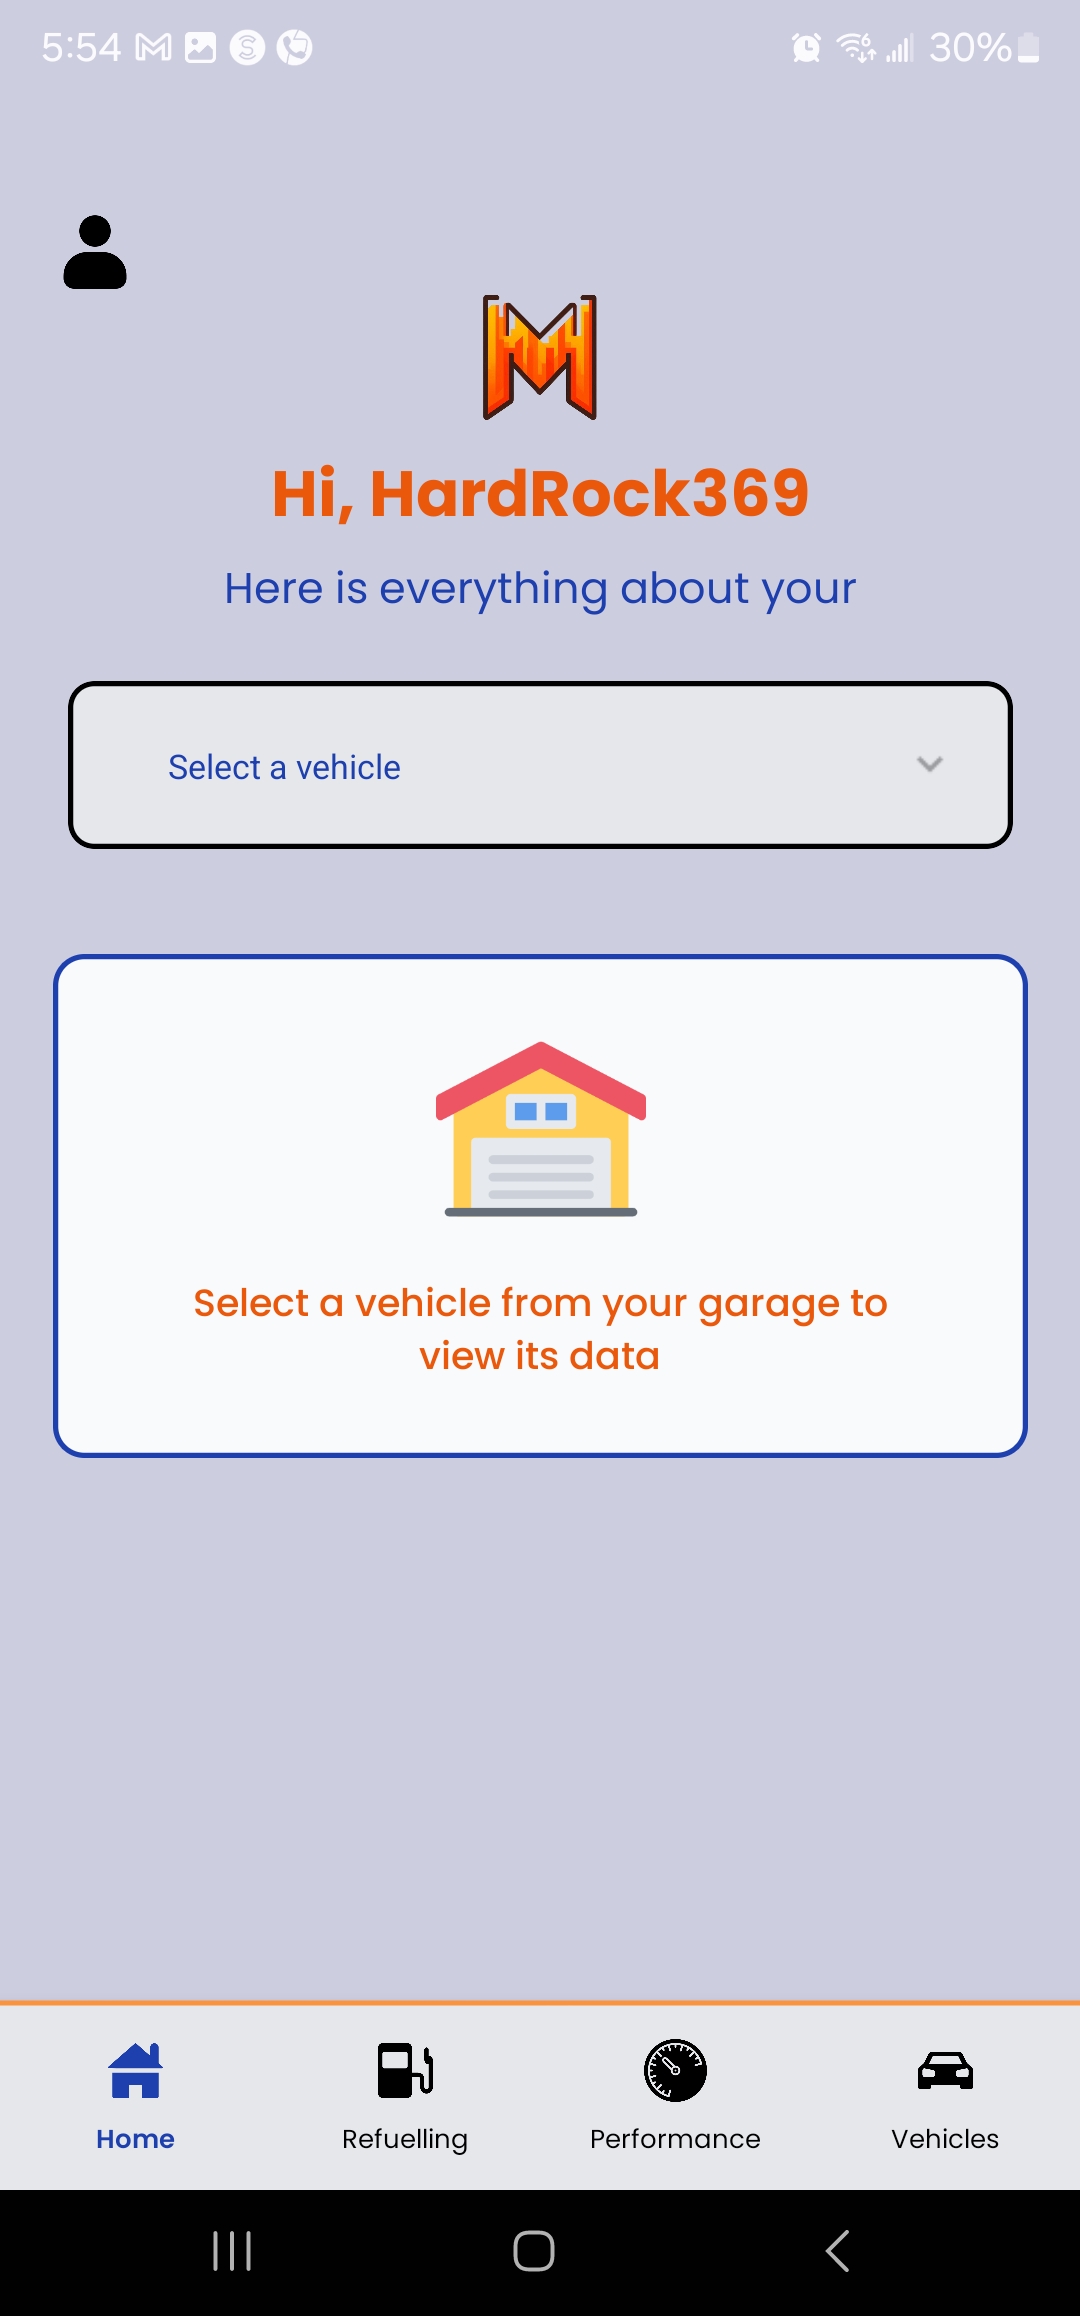 5:54 30%
M
Hi, HardRock369
Here is everything about your
Select a vehicle
Select a vehicle from your garage to
view its data
Home Refuelling Performance Vehicles